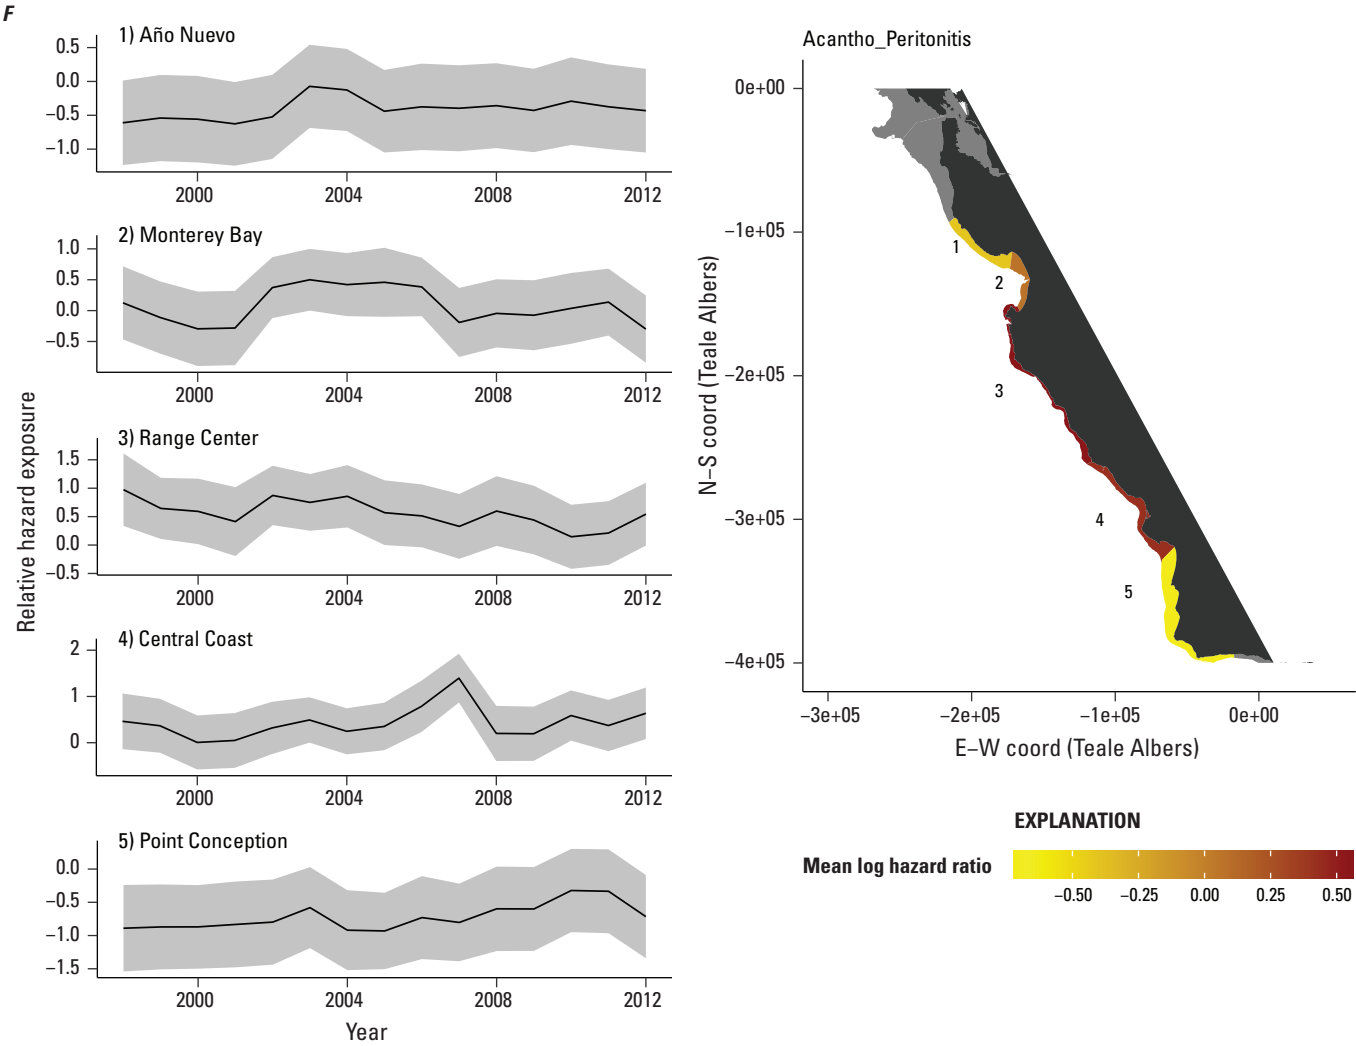 F
Relative hazard exposure
1) Año Nuevo
0.5
0.0
−0.5
−1.0
2000 2004 2008 2012
2) Monterey Bay
1.0
0.5
0.0
−0.5
2000 2004 2008 2012
3) Range Center
1.5
1.0
0.5
0.0
−0.5
2000 2004 2008 2012
4) Central Coast
2
1
0
2000 2004 2008 2012
5) Point Conception
0.0
−0.5
−1.0
−1.5
2000 2004 2008 2012
Year
Acantho_Peritonitis
N−S coord (Teale Albers)
0e+00
−1e+05
−2e+05
−3e+05
−4e+05
1
2
3
4
5
−3e+05 −2e+05 −1e+05 0e+00
E−W coord (Teale Albers)
EXPLANATION
Mean log hazard ratio
−0.50 −0.25 0.00 0.25 0.50